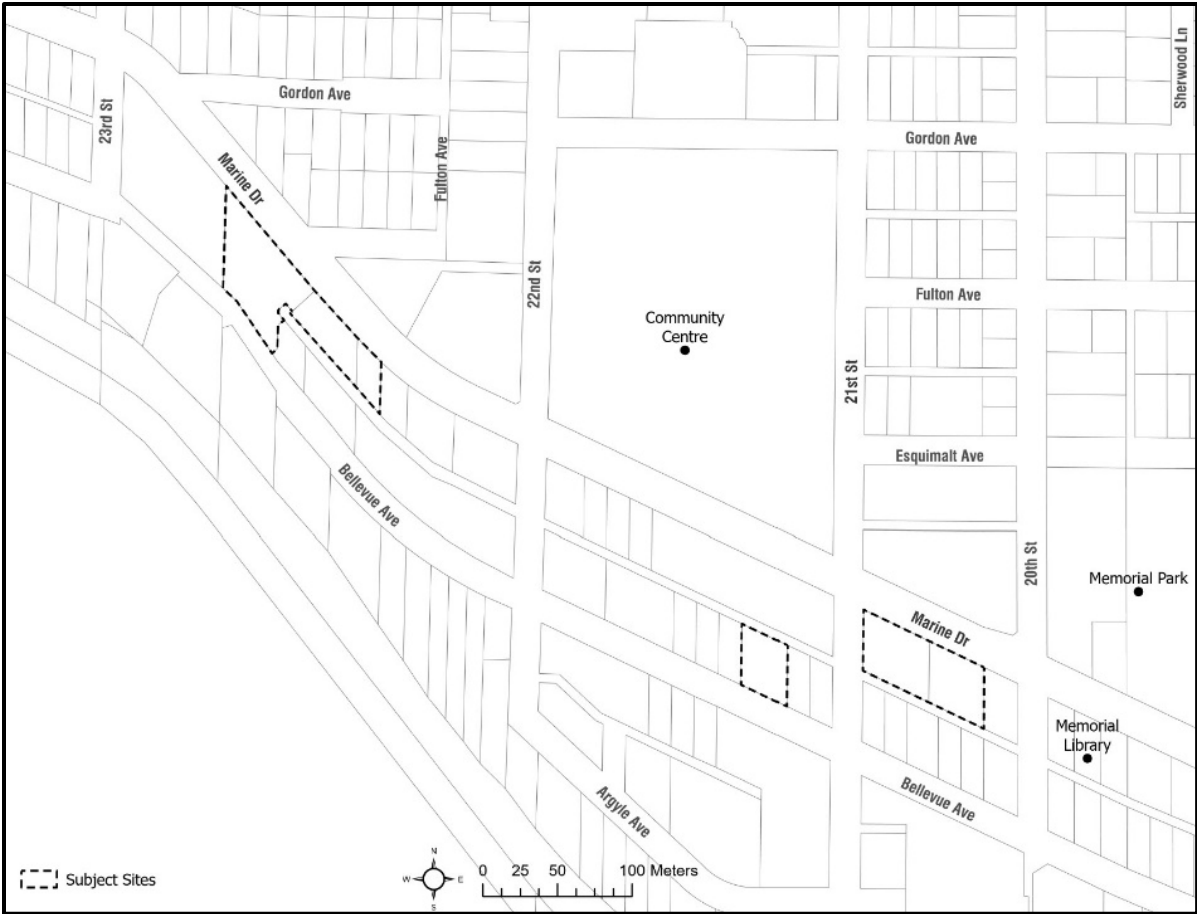 Sherwood Ln
Gordon Ave
23rd St
Gordon Ave
Fulton Ave
Marine Dr
22nd St
Fulton Ave
Community
Centre
21st St
Esquimalt Ave
Bellevue Ave
20th St
Memorial Park
Marine Dr
Memorial
Library
Bellevue Ave
Argyle Ave
Subject Sites
N
W
E
S
0 25 50 100 Meters